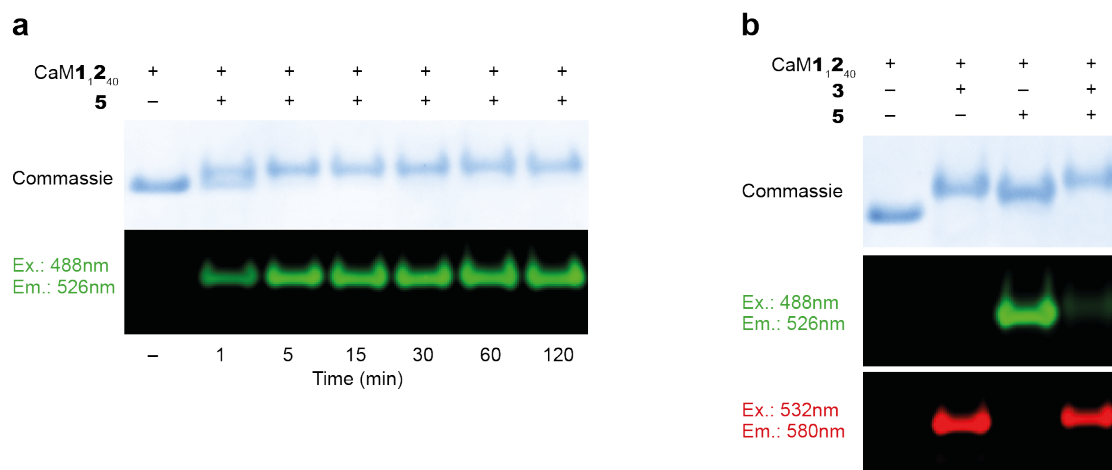 a
CaM1₁2₄₀ + + + + + + +
5 – + + + + + +
Commassie
Ex.: 488nm
Em.: 526nm
– 1 5 15 30 60 120
Time (min)
b
CaM1₁2₄₀ + + + +
3 – + – +
5 – – + +
Commassie
Ex.: 488nm
Em.: 526nm
Ex.: 532nm
Em.: 580nm